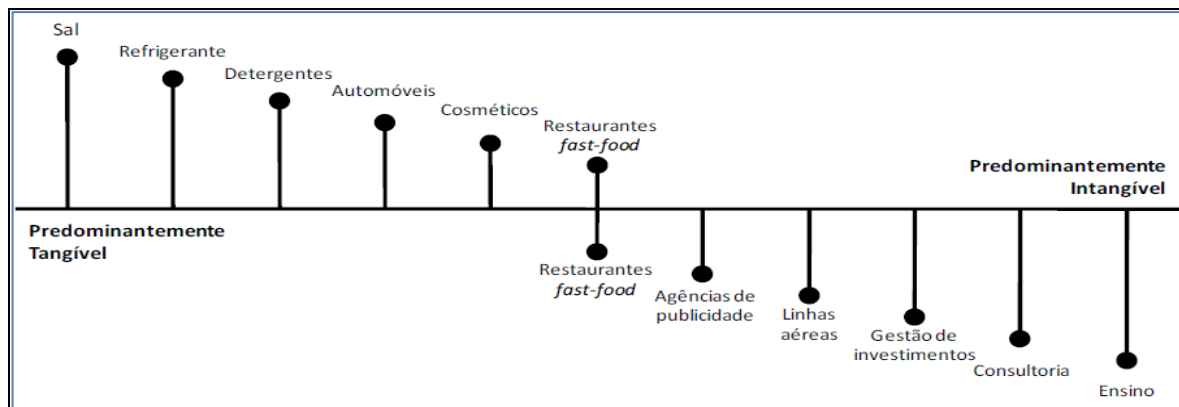 Sal
Refrigerante
Detergentes
Automóveis
Cosméticos
Restaurantes
fast-food
Predominantemente
Intangível
Predominantemente
Tangível
Restaurantes
fast-food
Agências de
publicidade
Linhas
aéreas
Gestão de
investimentos
Consultoria
Ensino